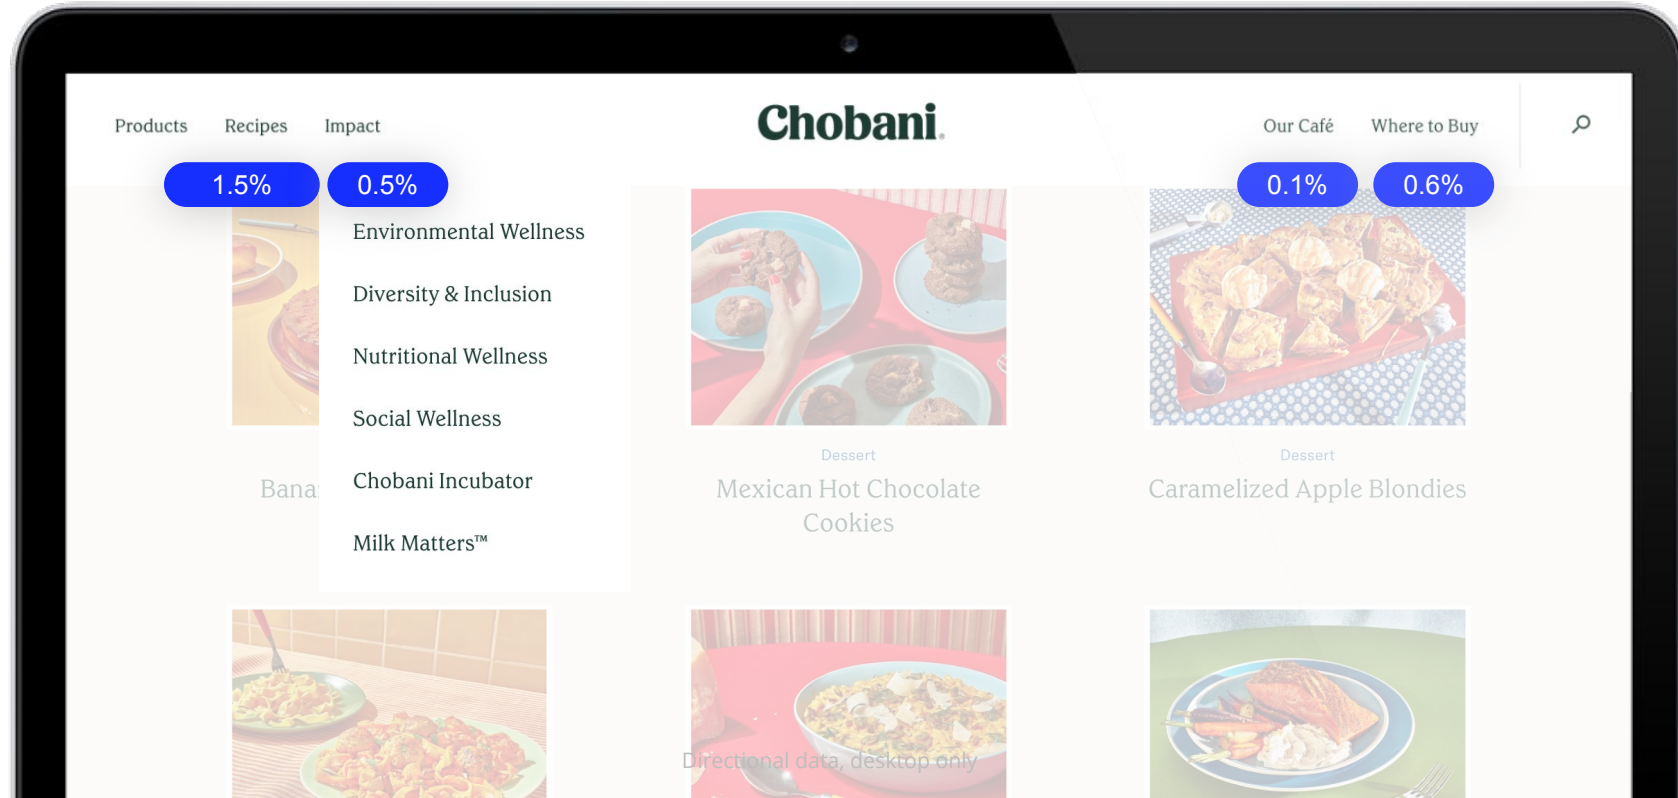 Products Recipes Impact Chobani. Our Café Where to Buy
1.5% 0.5% 0.1% 0.6%
Environmental Wellness
Diversity & Inclusion
Nutritional Wellness
Social Wellness
Chobani Incubator
Milk Matters™
Dessert Dessert
Mexican Hot Chocolate Caramelized Apple Blondies
Cookies
Directional data, desktop only